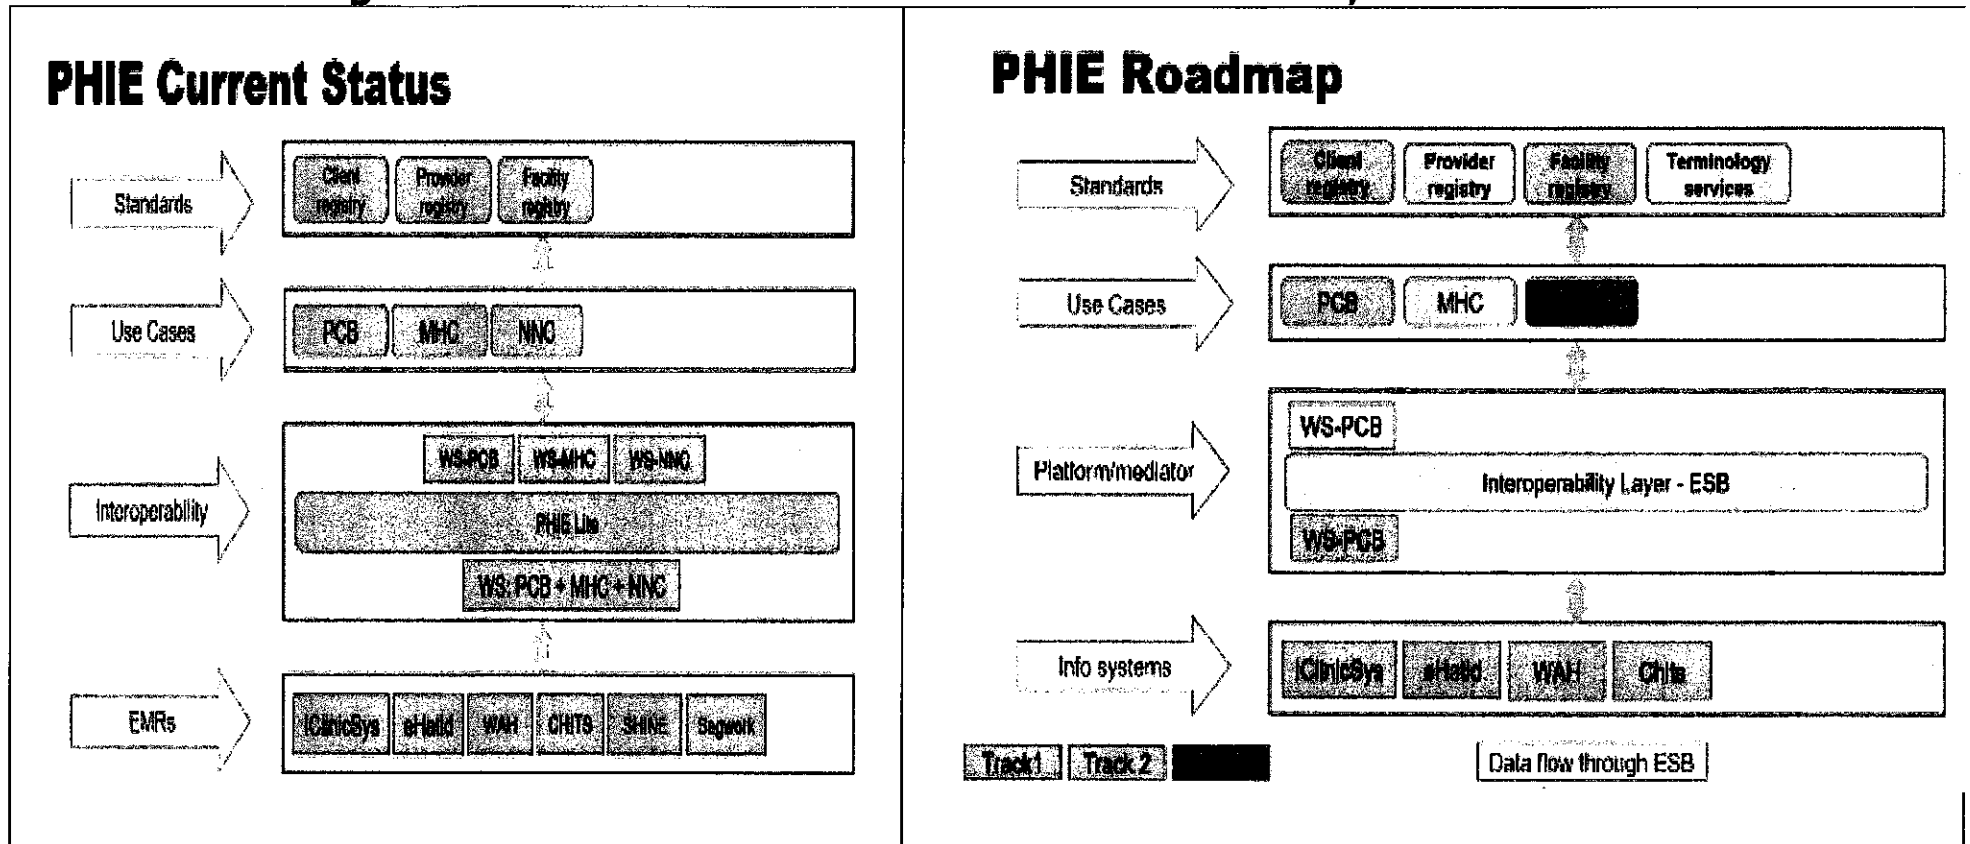 PHIE Current Status
Standards
Client registry
Provider registry
Facility registry
Use Cases
PCB
MHC
NNC
Interoperability
WS-PCB
WS-MHC
WS-NNC
PHIE Lite
WS: PCB + MHC + NNC
EMRs
iClinicSys
eHatid
WAH
CHITS
SHINE
Segwork
PHIE Roadmap
Standards
Client registry
Provider registry
Facility registry
Terminology services
Use Cases
PCB
MHC
Platform/mediator
WS-PCB
Interoperability Layer - ESB
WS-PCB
Info systems
iClinicSys
eHatid
WAH
Chits
Track1
Track 2
Data flow through ESB